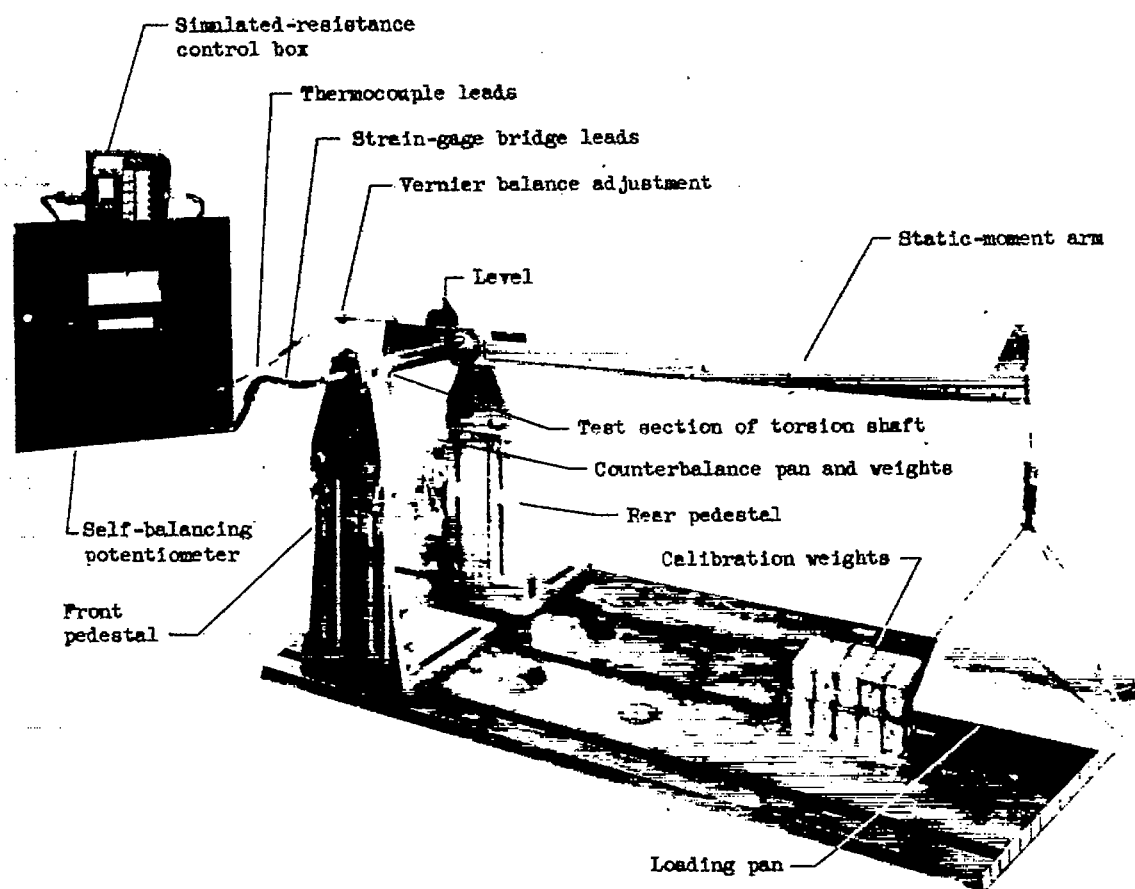 Simulated-resistance
control box
Thermocouple leads
Strain-gage bridge leads
Vernier balance adjustment
Static-moment arm
Level
Test section of torsion shaft
Counterbalance pan and weights
Rear pedestal
Self-balancing
potentiometer
Calibration weights
Front
pedestal
Loading pan